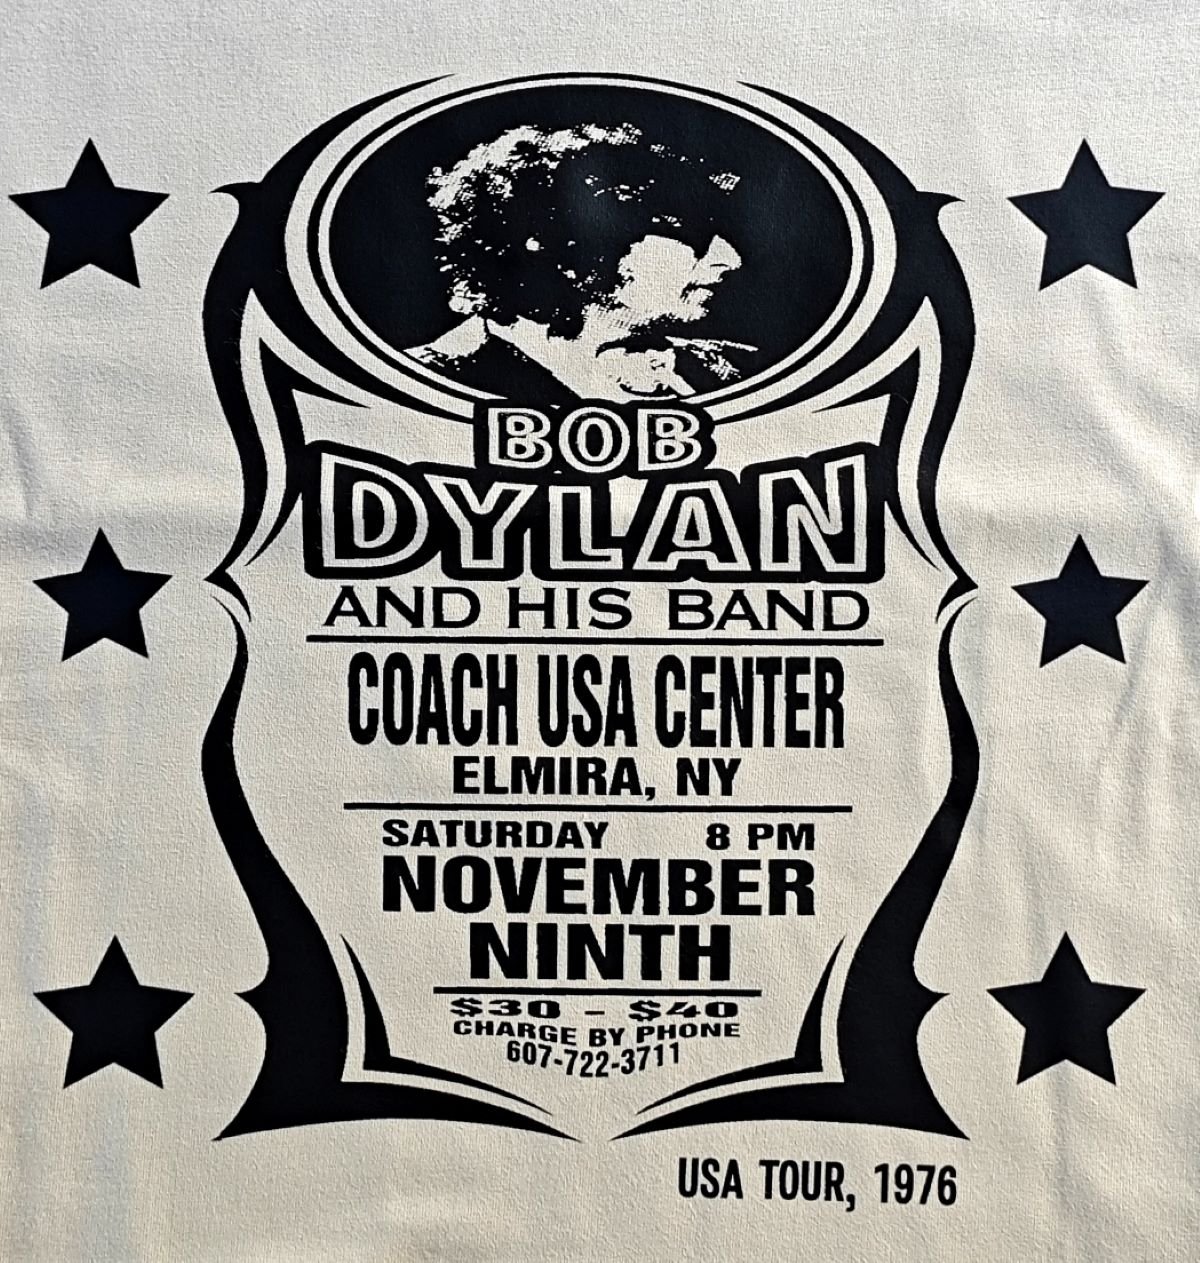 BOB
DYLAN
AND HIS BAND
COACH USA CENTER
ELMIRA, NY
SATURDAY 8 PM
NOVEMBER
NINTH
$30 - $40
CHARGE BY PHONE
607-722-3711
USA TOUR, 1976